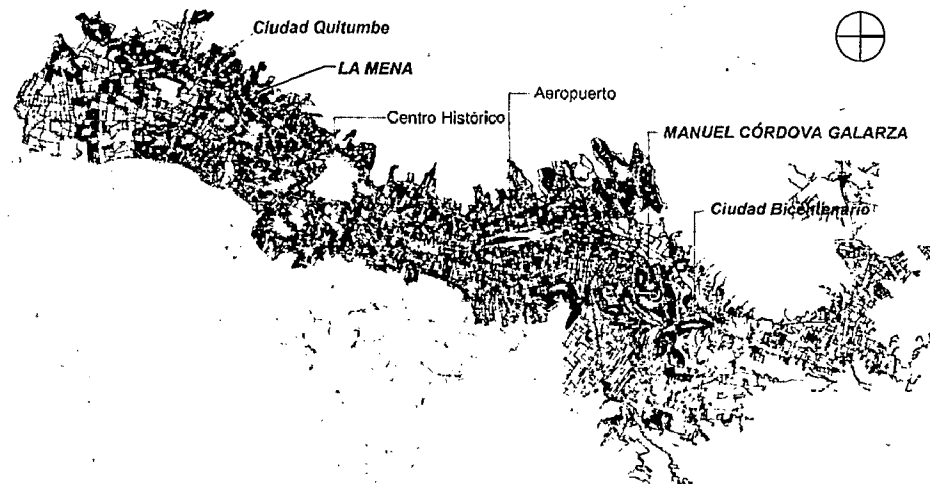 Ciudad Quitumbe
LA MENA
Centro Histórico
Aeropuerto
MANUEL CÓRDOVA GALARZA
Ciudad Bicentenario